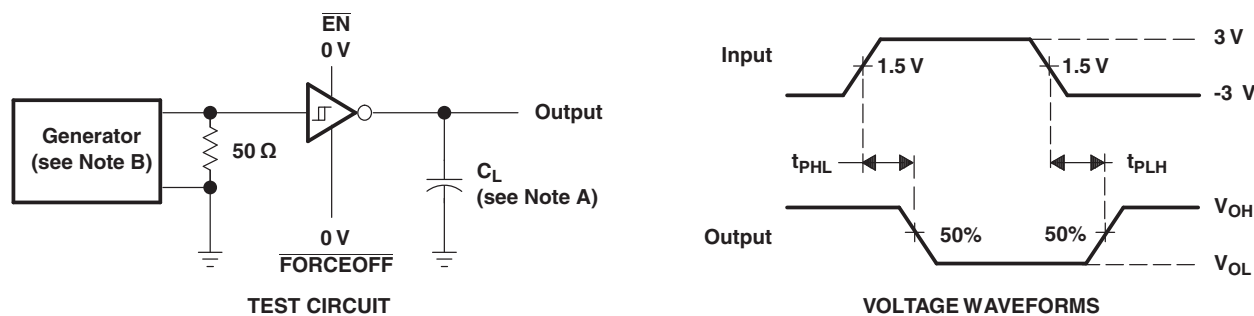 EN
0 V
Generator
(see Note B)
50 Ω
Output
CL
(see Note A)
0 V
FORCEOFF
TEST CIRCUIT
Input
1.5 V
1.5 V
3 V
-3 V
tPHL
tPLH
Output
50%
50%
VOH
VOL
VOLTAGE WAVEFORMS